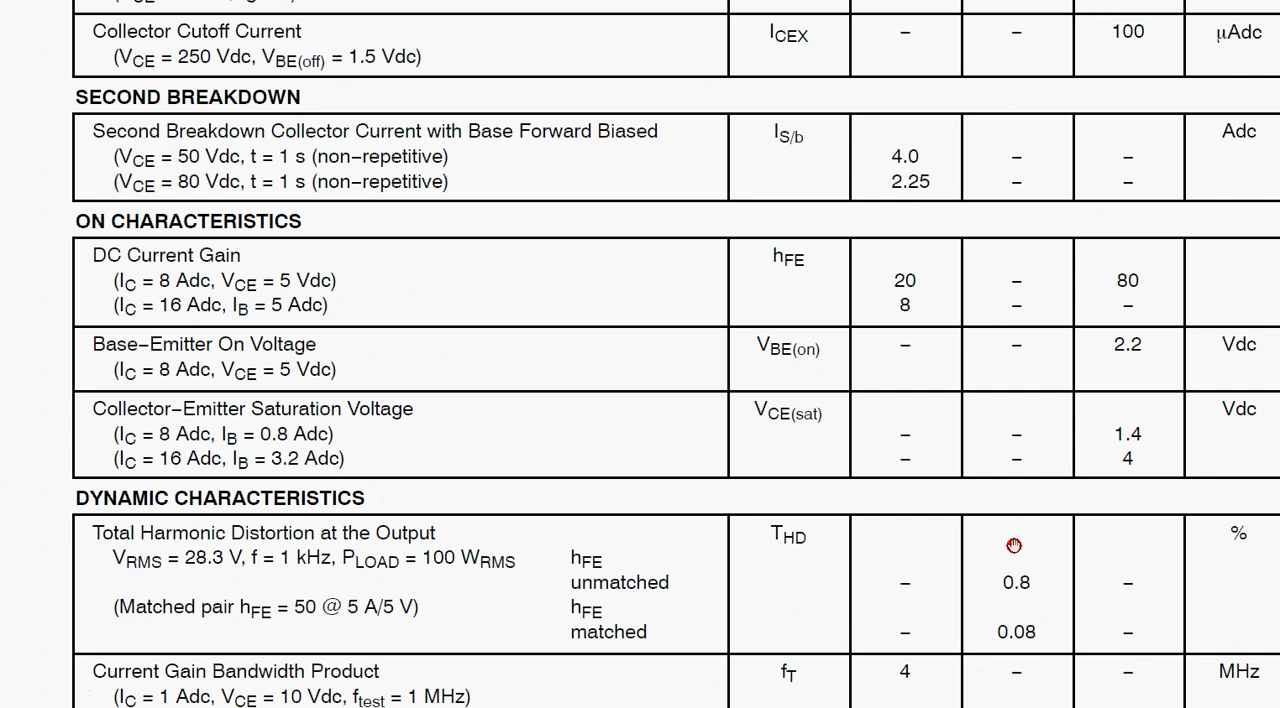 Collector Cutoff Current ICEX – – 100 μAdc
(VCE = 250 Vdc, VBE(off) = 1.5 Vdc)
SECOND BREAKDOWN
Second Breakdown Collector Current with Base Forward Biased IS/b Adc
(VCE = 50 Vdc, t = 1 s (non–repetitive) 4.0 – –
(VCE = 80 Vdc, t = 1 s (non–repetitive) 2.25 – –
ON CHARACTERISTICS
DC Current Gain hFE
(IC = 8 Adc, VCE = 5 Vdc) 20 – 80
(IC = 16 Adc, IB = 5 Adc) 8 – –
Base–Emitter On Voltage VBE(on) – – 2.2 Vdc
(IC = 8 Adc, VCE = 5 Vdc)
Collector–Emitter Saturation Voltage VCE(sat) Vdc
(IC = 8 Adc, IB = 0.8 Adc) – – 1.4
(IC = 16 Adc, IB = 3.2 Adc) – – 4
DYNAMIC CHARACTERISTICS
Total Harmonic Distortion at the Output THD %
VRMS = 28.3 V, f = 1 kHz, PLOAD = 100 WRMS hFE
unmatched – 0.8 –
(Matched pair hFE = 50 @ 5 A/5 V) hFE
matched – 0.08 –
Current Gain Bandwidth Product fT 4 – – MHz
(IC = 1 Adc, VCE = 10 Vdc, ftest = 1 MHz)